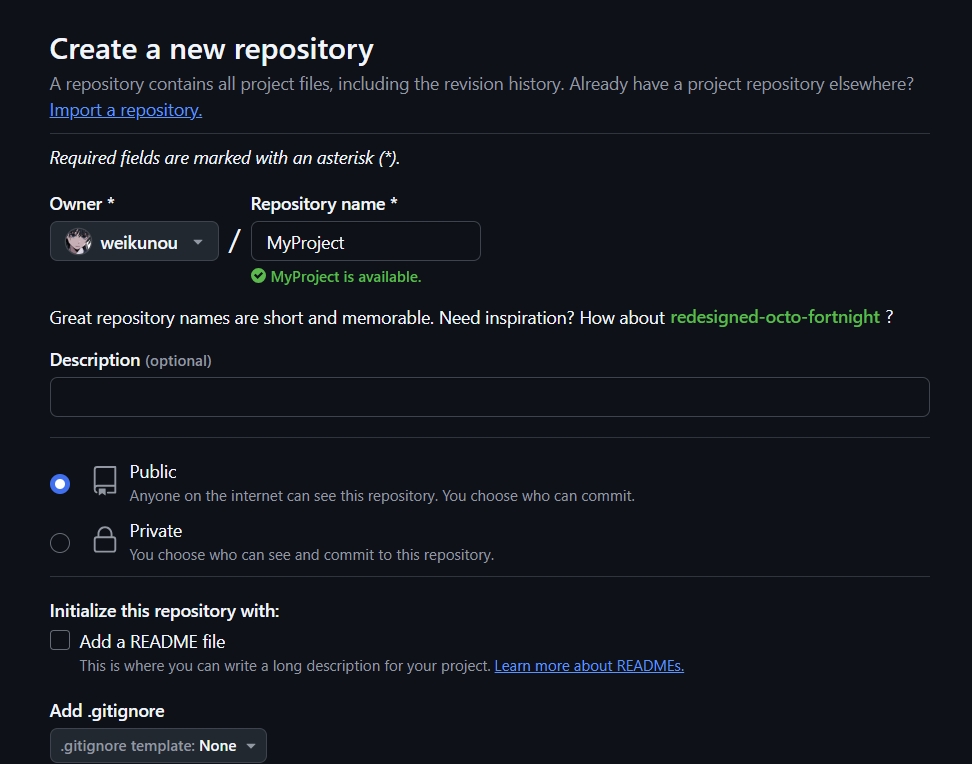 Create a new repository
A repository contains all project files, including the revision history. Already have a project repository elsewhere?
Import a repository.
Required fields are marked with an asterisk (*).
Owner *
Repository name *
weikunou
/
MyProject
MyProject is available.
Great repository names are short and memorable. Need inspiration? How about redesigned-octo-fortnight ?
Description (optional)
Public
Anyone on the internet can see this repository. You choose who can commit.
Private
You choose who can see and commit to this repository.
Initialize this repository with:
Add a README file
This is where you can write a long description for your project. Learn more about READMEs.
Add .gitignore
.gitignore template: None